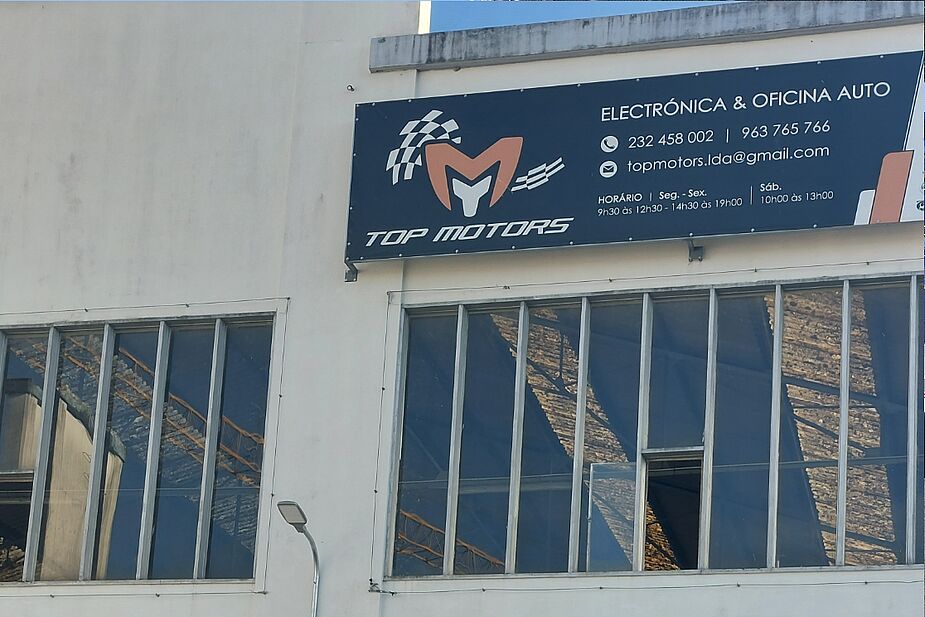 TOP MOTORS
ELECTRÓNICA & OFICINA AUTO
232 458 002 | 963 765 766
topmotors.lda@gmail.com
HORÁRIO | Seg. - Sex.
9h30 às 12h30 - 14h30 às 19h00
Sáb.
10h00 às 13h00